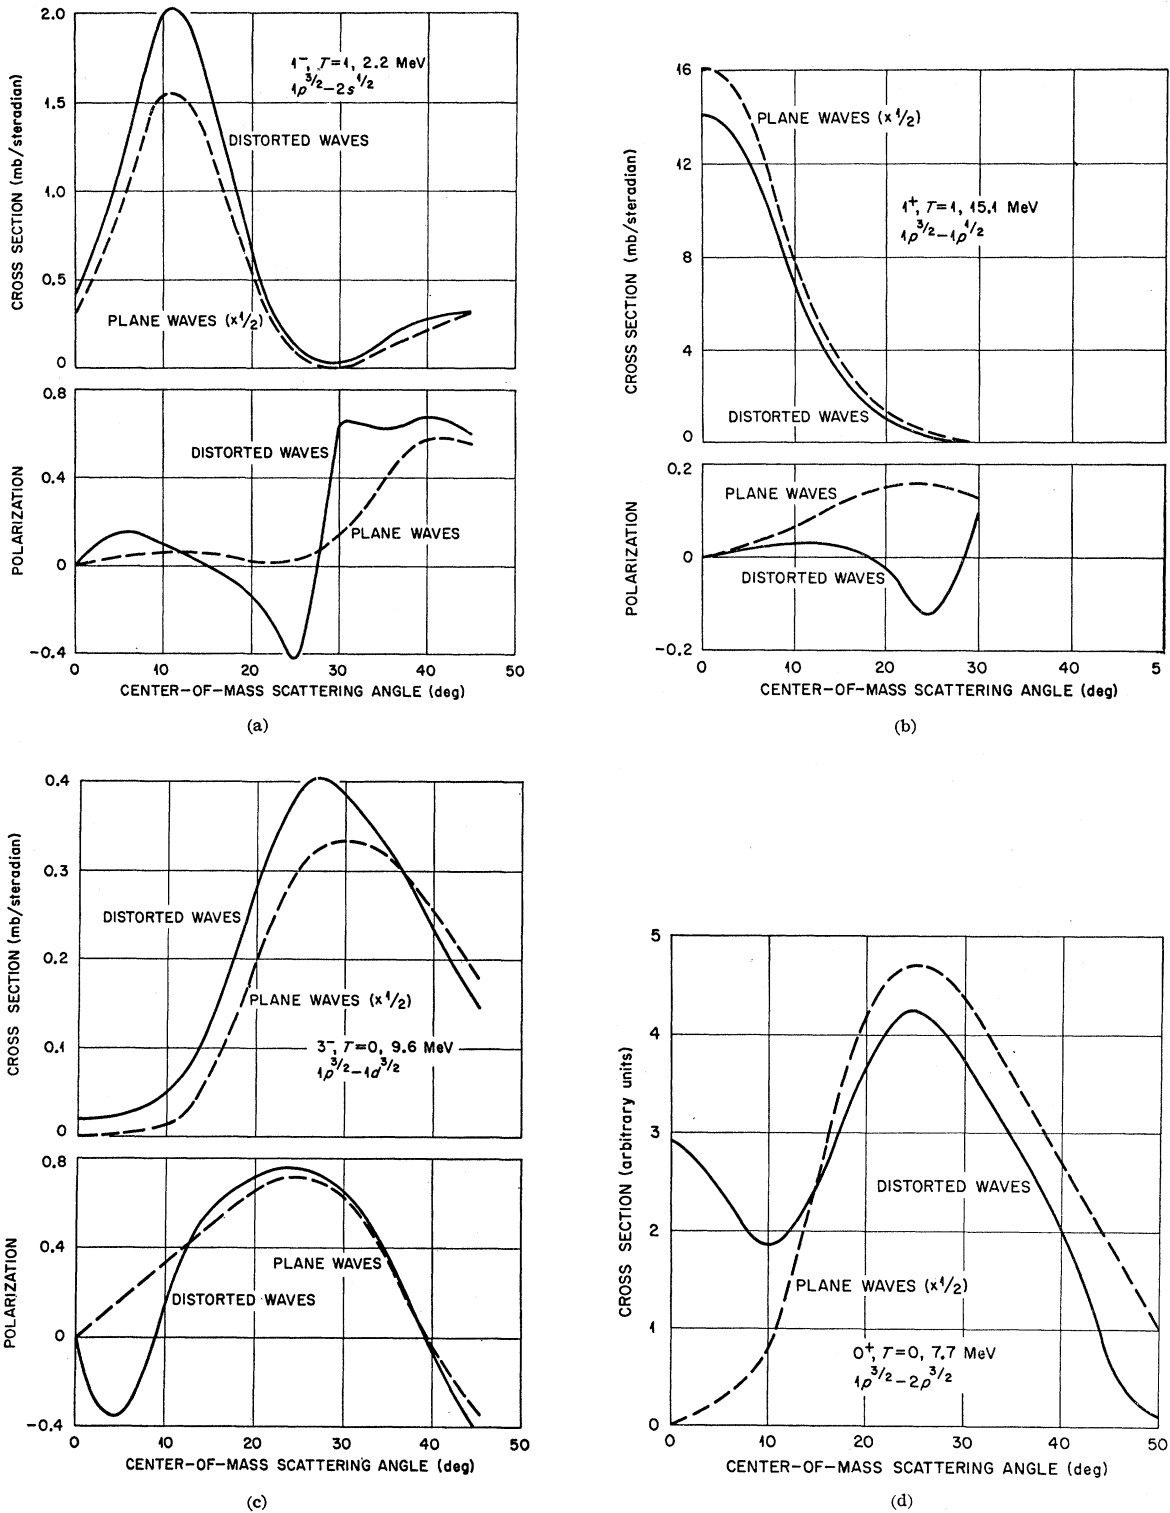 2.0
1.5
1.0
0.5
0
CROSS SECTION (mb/steradian)
1⁻, T=1, 2.2 MeV
1p^3/2−2s^1/2
DISTORTED WAVES
PLANE WAVES (x1/2)
0.8
0.4
0
−0.4
POLARIZATION
DISTORTED WAVES
PLANE WAVES
0 10 20 30 40 50
CENTER−OF−MASS SCATTERING ANGLE (deg)
(a)
16
12
8
4
0
CROSS SECTION (mb/steradian)
PLANE WAVES (x1/2)
1⁺, T=1, 15.1 MeV
1p^3/2−1p^1/2
DISTORTED WAVES
0.2
0
−0.2
POLARIZATION
PLANE WAVES
DISTORTED WAVES
0 10 20 30 40 5
CENTER−OF−MASS SCATTERING ANGLE (deg)
(b)
0.4
0.3
0.2
0.1
0
CROSS SECTION (mb/steradian)
DISTORTED WAVES
PLANE WAVES (x1/2)
3⁻, T=0, 9.6 MeV
1p^3/2−1d^3/2
0.8
0.4
0
−0.4
POLARIZATION
PLANE WAVES
DISTORTED WAVES
0 10 20 30 40 50
CENTER−OF−MASS SCATTERING ANGLE (deg)
(c)
5
4
3
2
1
0
CROSS SECTION (arbitrary units)
DISTORTED WAVES
PLANE WAVES (x1/2)
0⁺, T=0, 7.7 MeV
1p^3/2−2p^3/2
0 10 20 30 40 50
CENTER−OF−MASS SCATTERING ANGLE (deg)
(d)